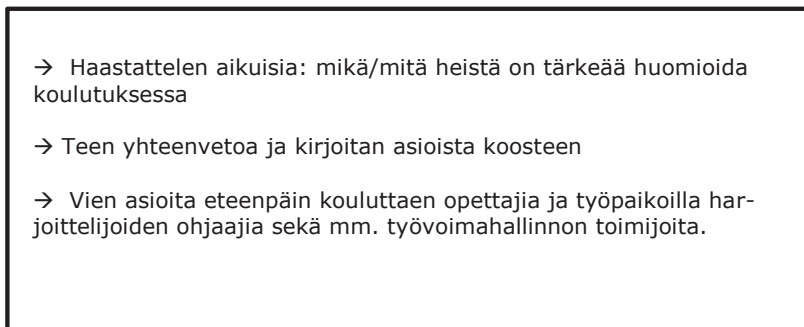 → Haastattelen aikuisia: mikä/mitä heistä on tärkeää huomioida
koulutuksessa
→ Teen yhteenvetoa ja kirjoitan asioista koosteen
→ Vien asioita eteenpäin kouluttaen opettajia ja työpaikoilla har-
joittelijoiden ohjaajia sekä mm. työvoimahallinnon toimijoita.